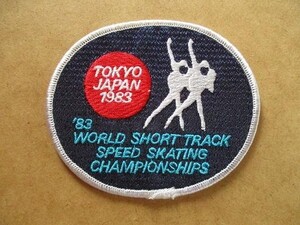 TOKYO
JAPAN
1983
'83
WORLD SHORT TRACK
SPEED SKATING
CHAMPIONSHIPS